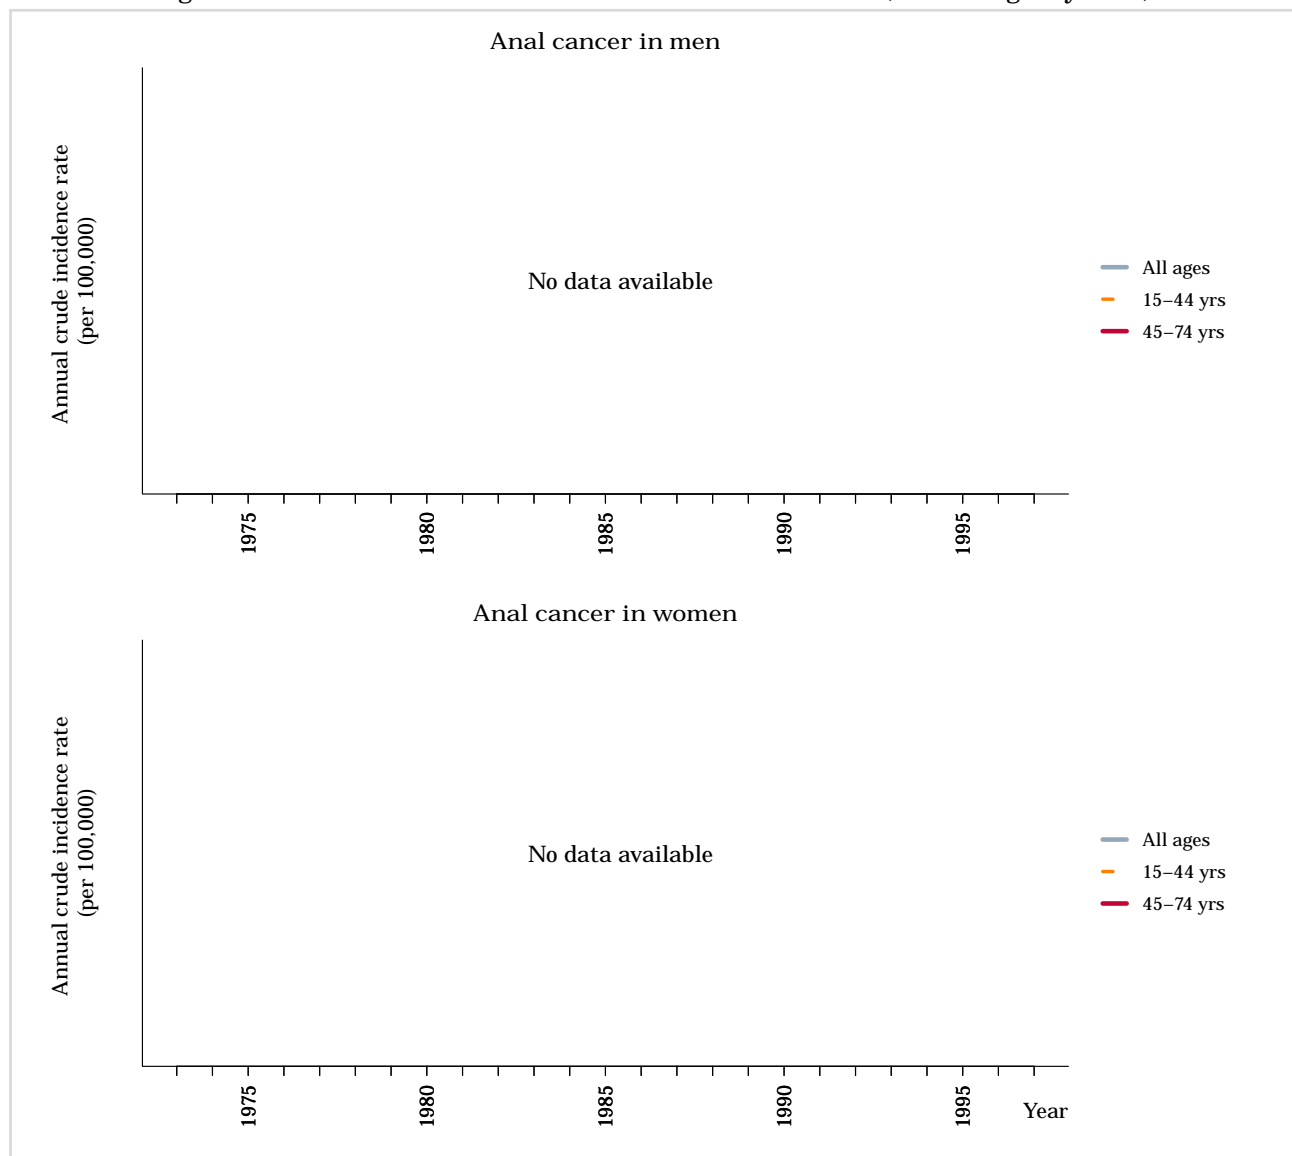 Anal cancer in men
Annual crude incidence rate
(per 100,000)
No data available
All ages
15–44 yrs
45–74 yrs
1975
1980
1985
1990
1995
Anal cancer in women
Annual crude incidence rate
(per 100,000)
No data available
All ages
15–44 yrs
45–74 yrs
1975
1980
1985
1990
1995
Year